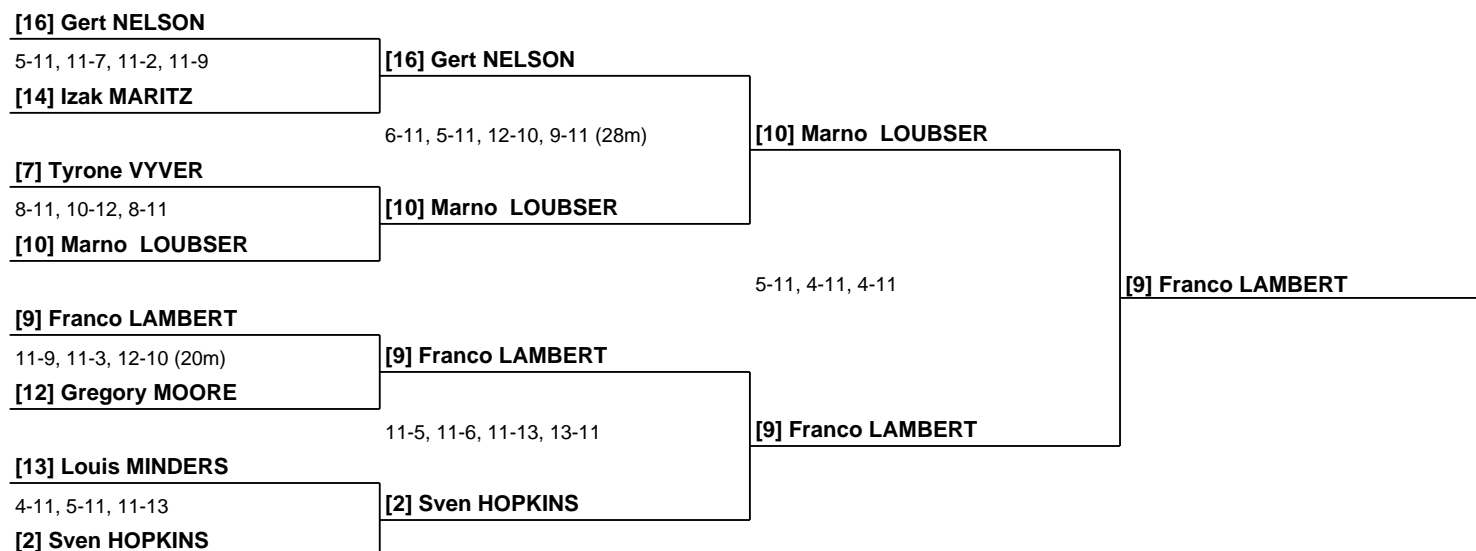 [16] Gert NELSON
5-11, 11-7, 11-2, 11-9
[16] Gert NELSON
[14] Izak MARITZ
6-11, 5-11, 12-10, 9-11 (28m)
[10] Marno  LOUBSER
[7] Tyrone VYVER
8-11, 10-12, 8-11
[10] Marno  LOUBSER
[10] Marno  LOUBSER
5-11, 4-11, 4-11
[9] Franco LAMBERT
[9] Franco LAMBERT
11-9, 11-3, 12-10 (20m)
[9] Franco LAMBERT
[12] Gregory MOORE
11-5, 11-6, 11-13, 13-11
[9] Franco LAMBERT
[13] Louis MINDERS
4-11, 5-11, 11-13
[2] Sven HOPKINS
[2] Sven HOPKINS